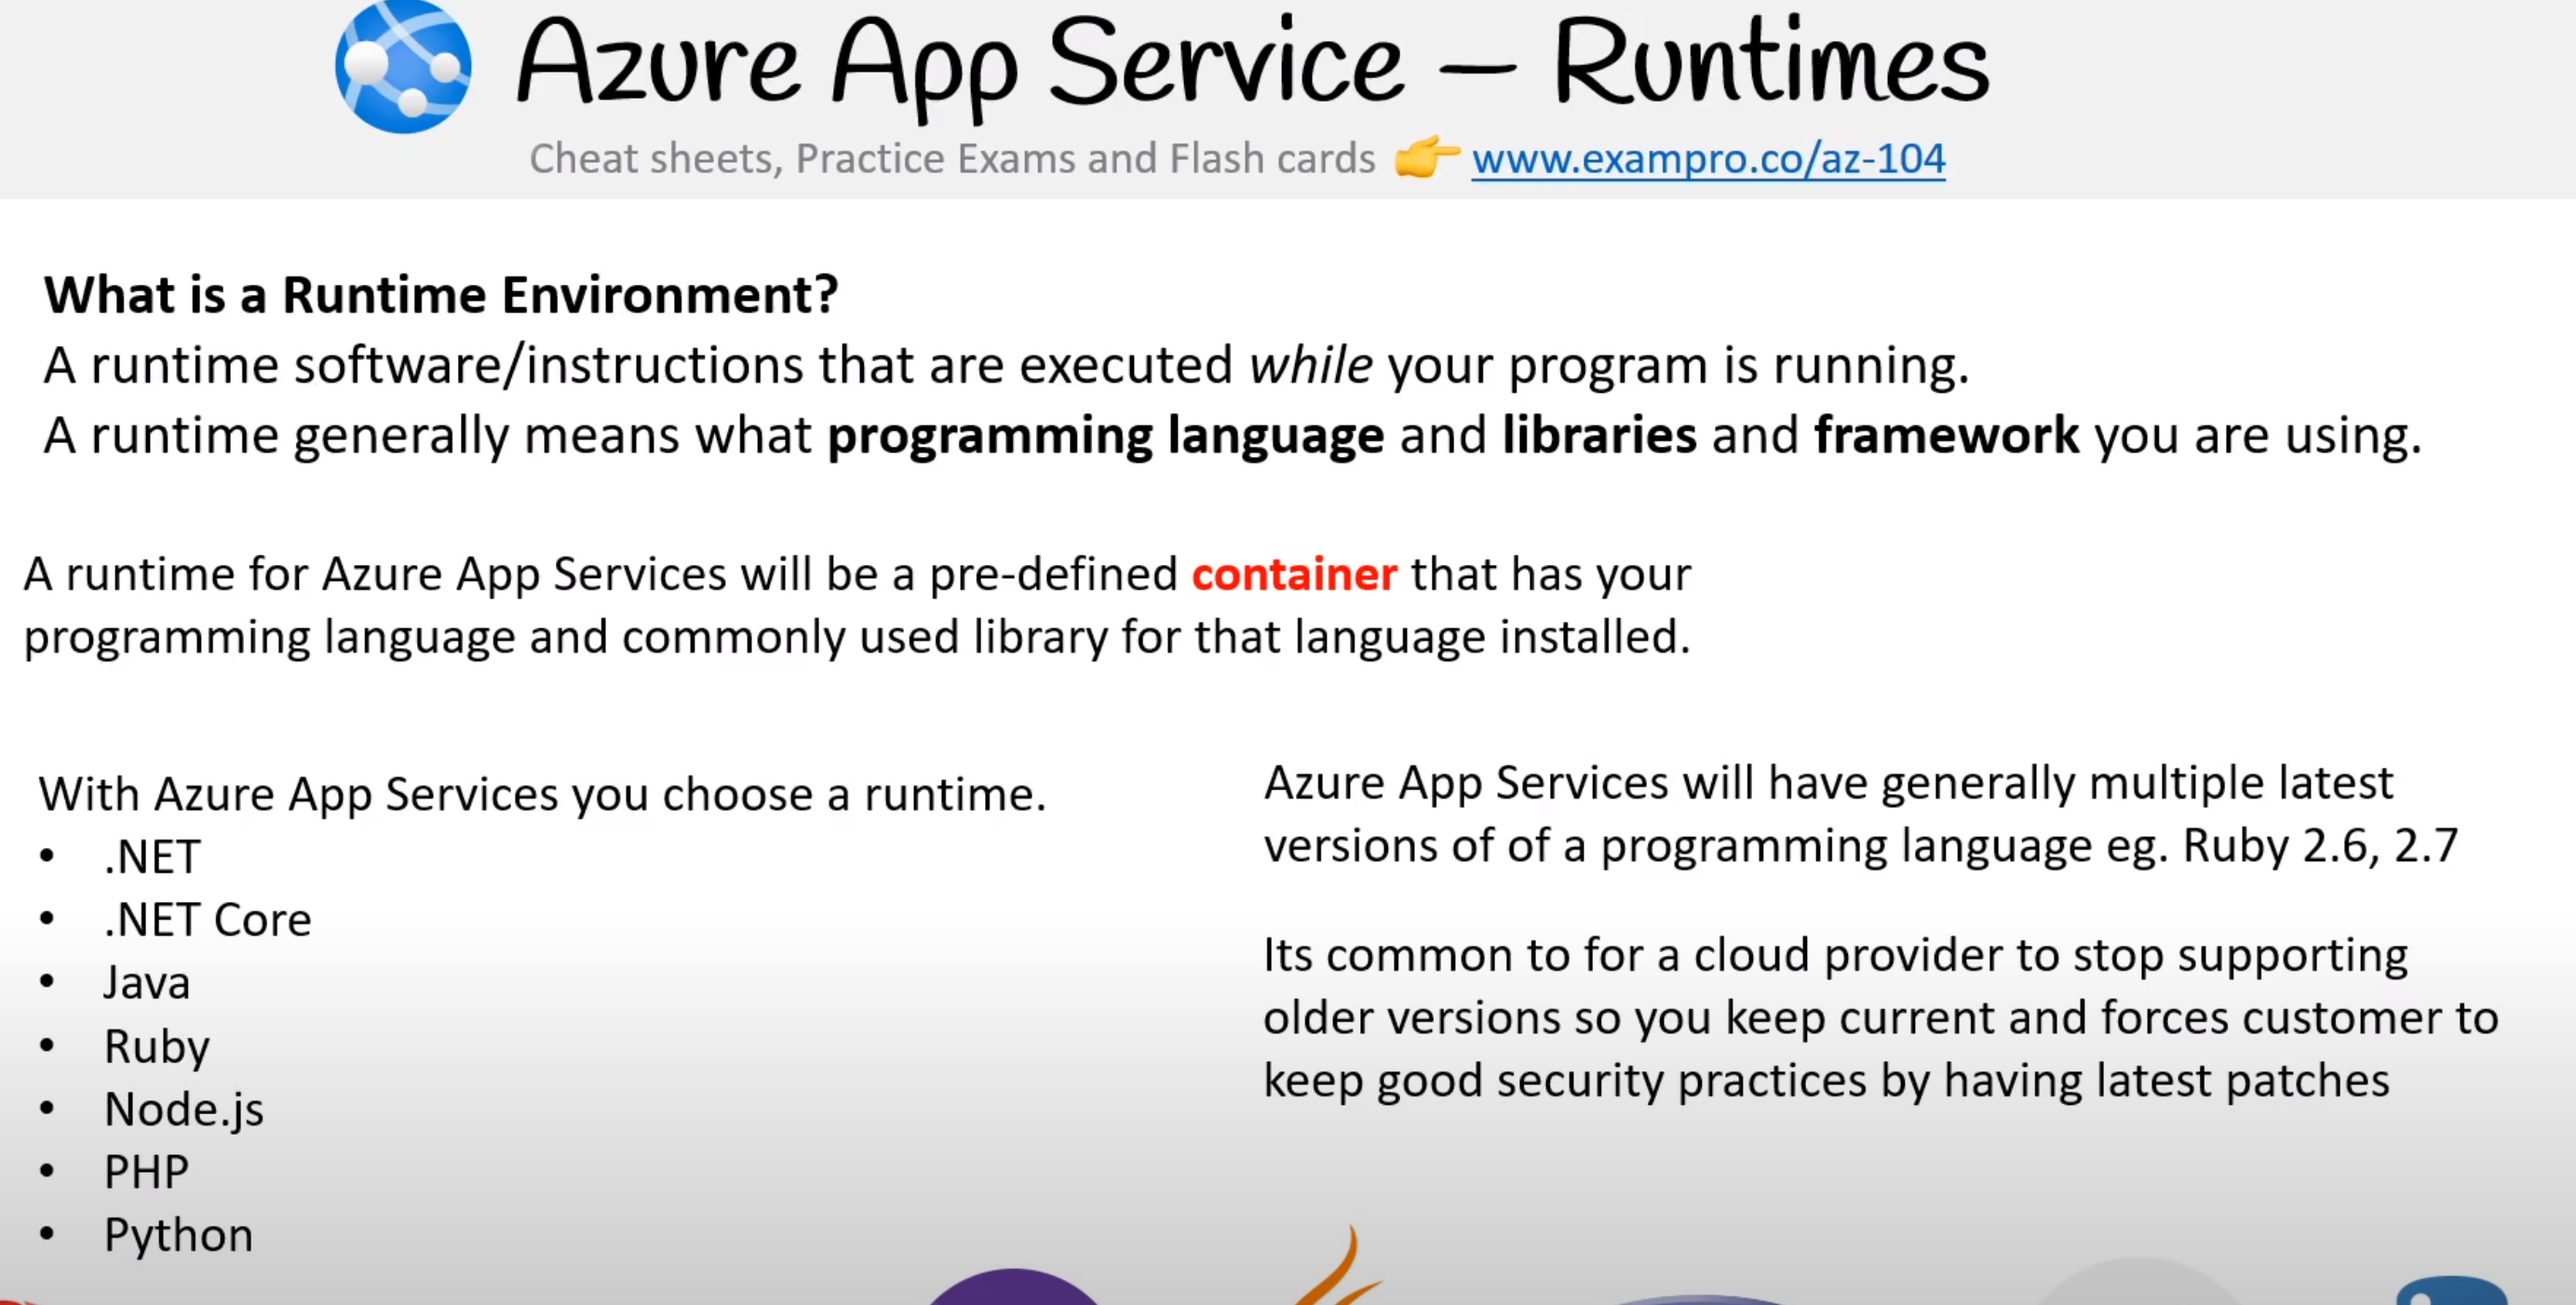 Azure App Service – Runtimes
Cheat sheets, Practice Exams and Flash cards 👉 www.exampro.co/az-104
What is a Runtime Environment?
A runtime software/instructions that are executed while your program is running.
A runtime generally means what programming language and libraries and framework you are using.
A runtime for Azure App Services will be a pre-defined container that has your
programming language and commonly used library for that language installed.
With Azure App Services you choose a runtime.
• .NET
• .NET Core
• Java
• Ruby
• Node.js
• PHP
• Python
Azure App Services will have generally multiple latest
versions of of a programming language eg. Ruby 2.6, 2.7
Its common to for a cloud provider to stop supporting
older versions so you keep current and forces customer to
keep good security practices by having latest patches